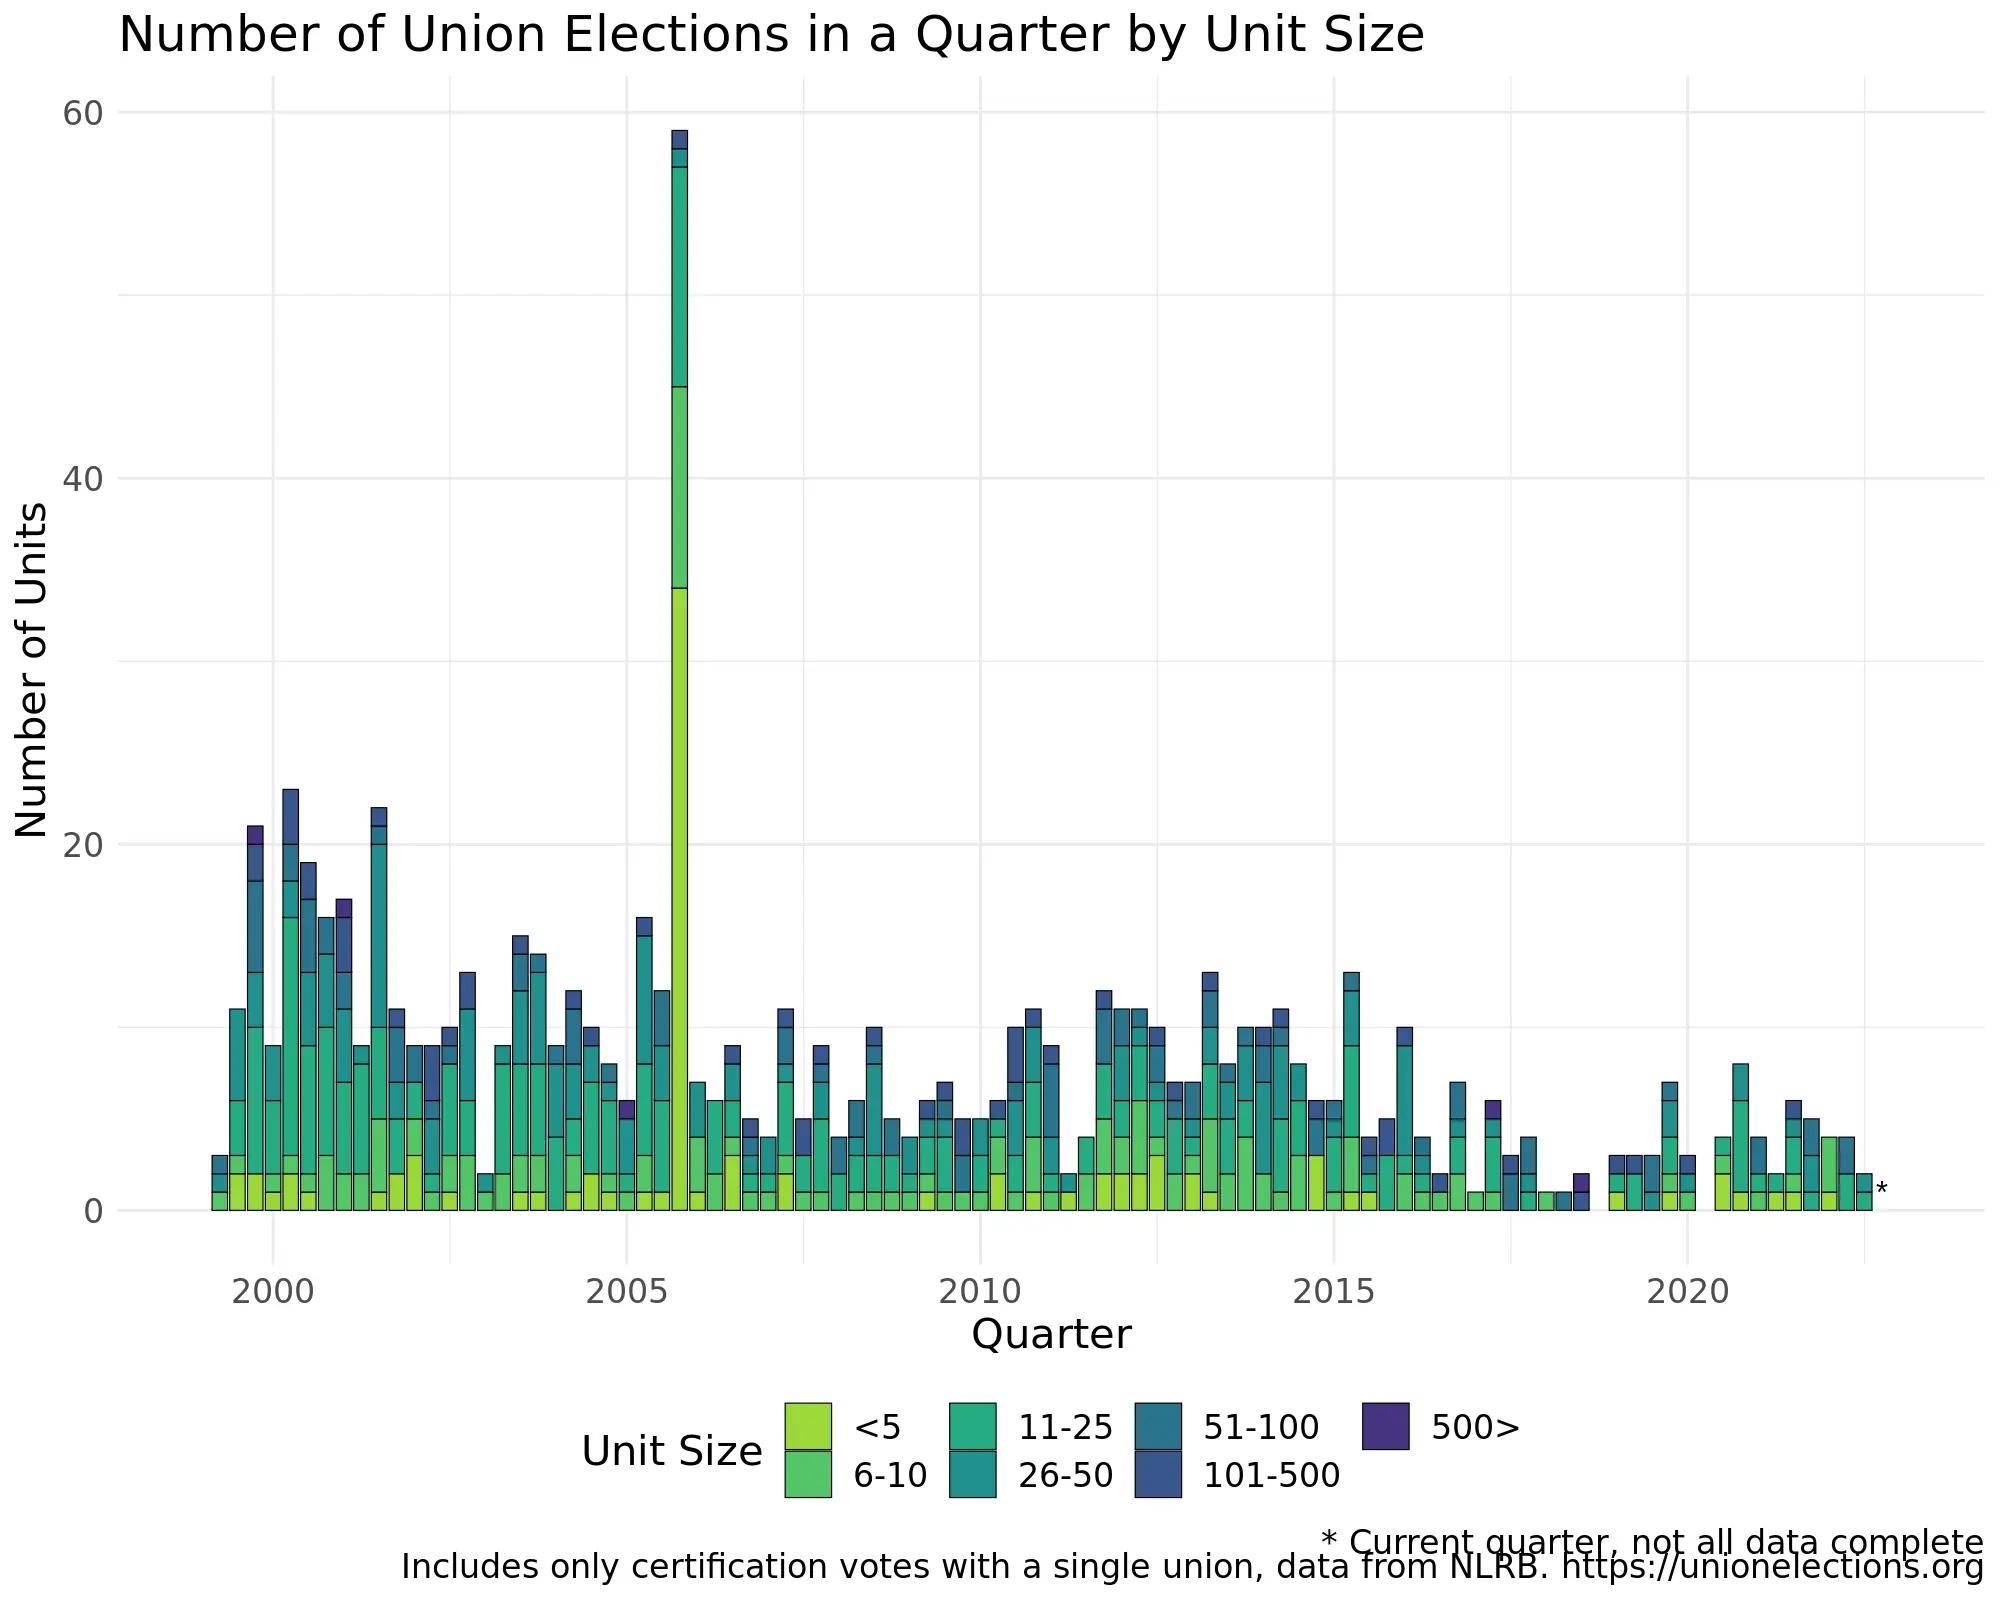 Number of Union Elections in a Quarter by Unit Size
60
40
20
0
Number of Units
*
2000 2005 2010 2015 2020
Quarter
Unit Size
<5 11-25 51-100 500>
6-10 26-50 101-500
* Current quarter, not all data complete
Includes only certification votes with a single union, data from NLRB. https://unionelections.org